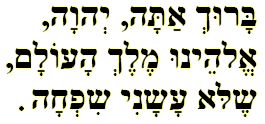 בָּרוּךְ אַתָּה, יְהוָה,
אֱלֹהֵינוּ מֶלֶךְ הָעוֹלָם,
שֶׁלֹּא עָשָׂנִי שִׁפְחָה.